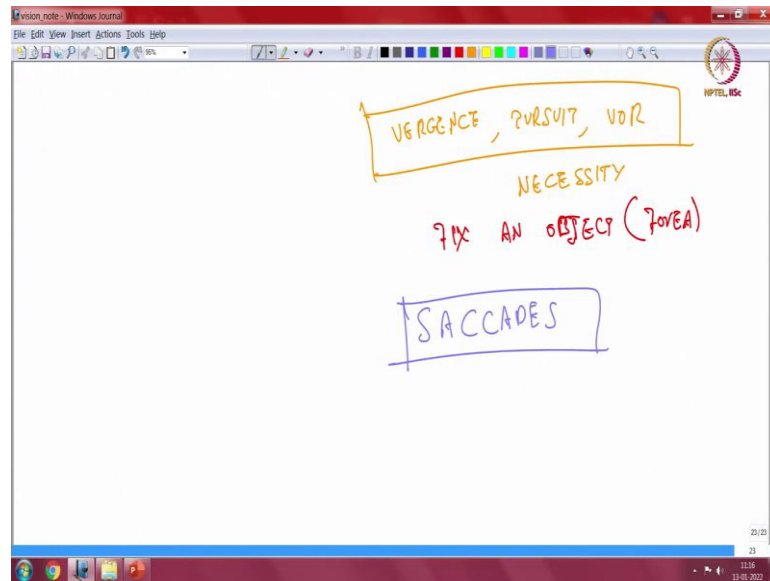 vision_note - Windows Journal
File Edit View Insert Actions Tools Help
95%
B I
NPTEL, IISc
VERGENCE, PURSUIT, VOR
NECESSITY
FIX AN OBJECT (FOVEA)
SACCADES
23/23
23
11:16
13-01-2022